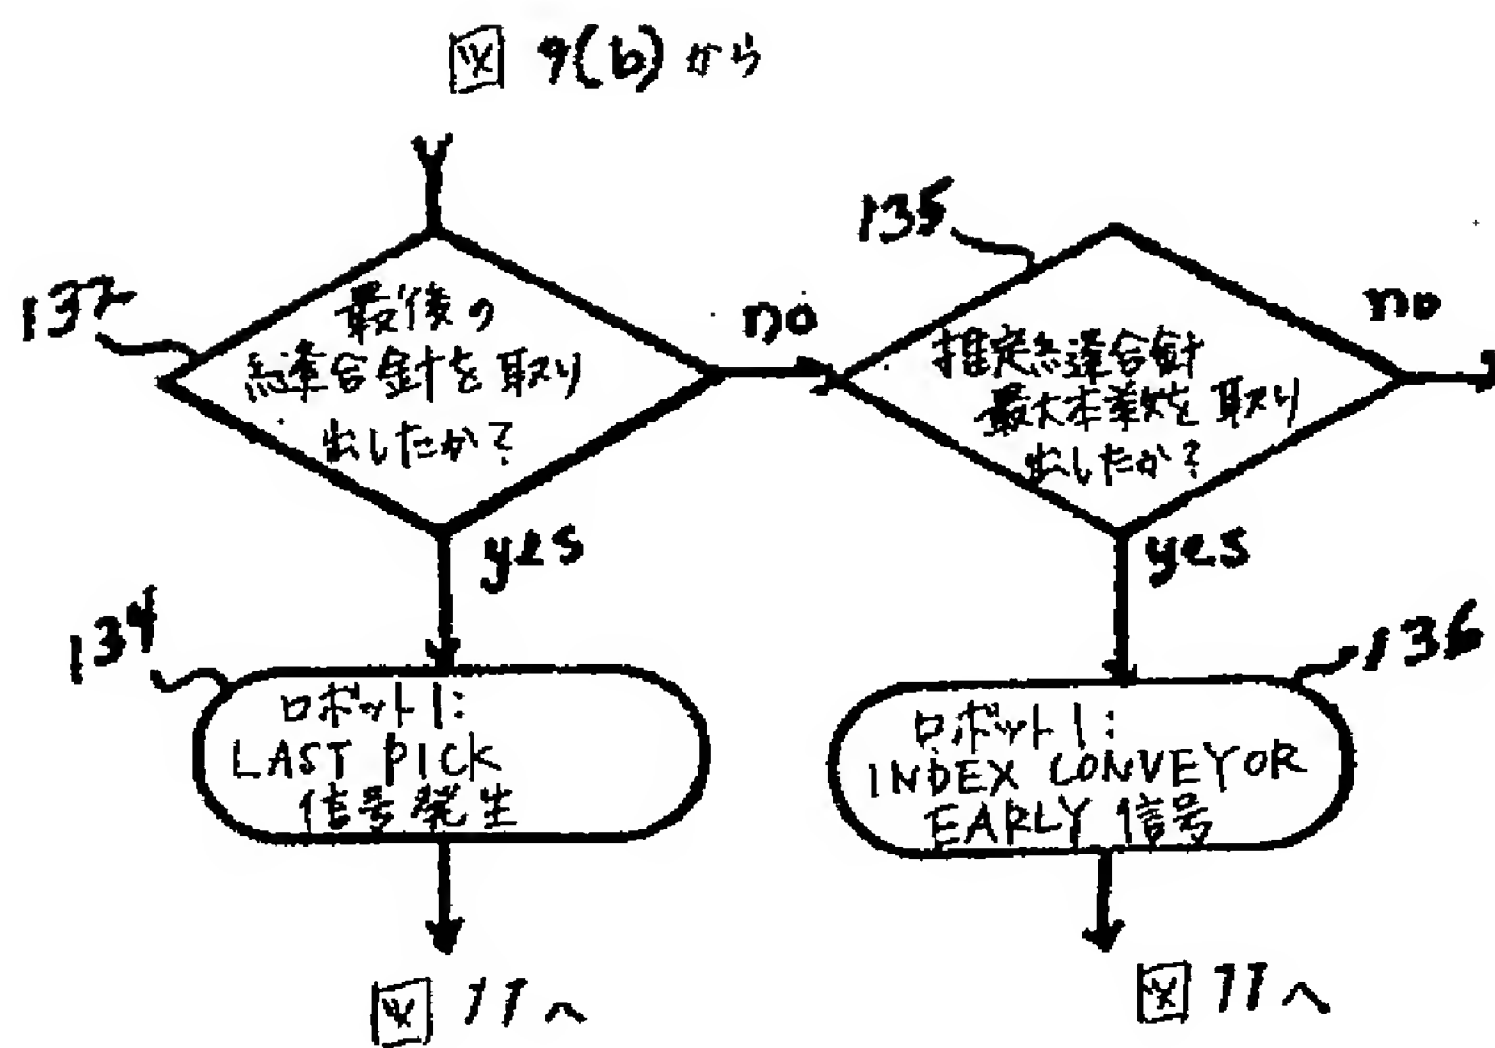 図 9(b) から
132
最後の
縫合針を取り
出したか?
no
yes
134
ロボット1:
LAST PICK
信号発生
図 11へ
135
推定縫合針
最大本数を取り
出したか?
no
yes
136
ロボット1:
INDEX CONVEYOR
EARLY 信号
図 11へ